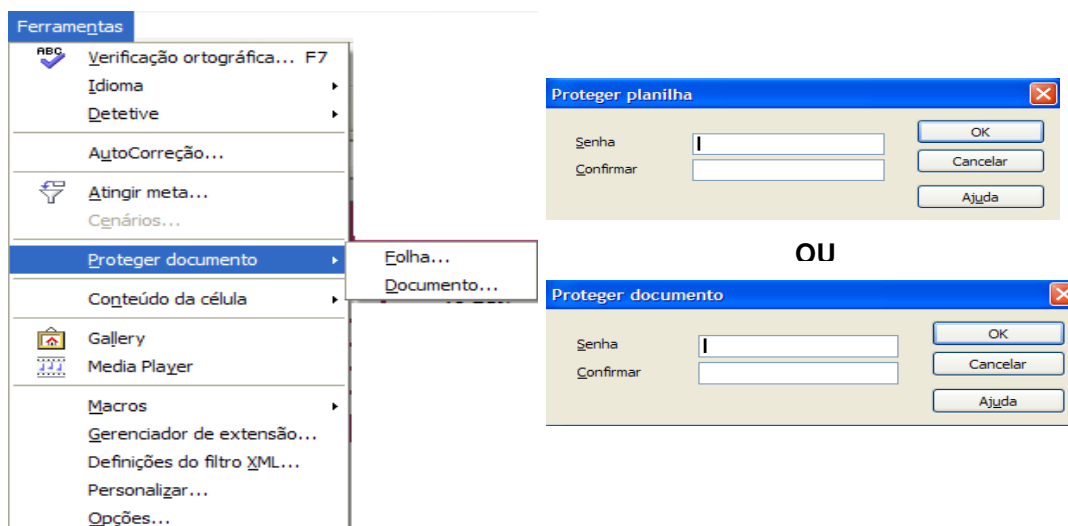 Ferramentas
ABC
Verificação ortográfica... F7
Idioma
Detetive
AutoCorreção...
Atingir meta...
Cenários...
Proteger documento
Folha...
Documento...
Conteúdo da célula
Gallery
Media Player
Macros
Gerenciador de extensão...
Definições do filtro XML...
Personalizar...
Opções...
Proteger planilha
Senha
Confirmar
OK
Cancelar
Ajuda
OU
Proteger documento
Senha
Confirmar
OK
Cancelar
Ajuda